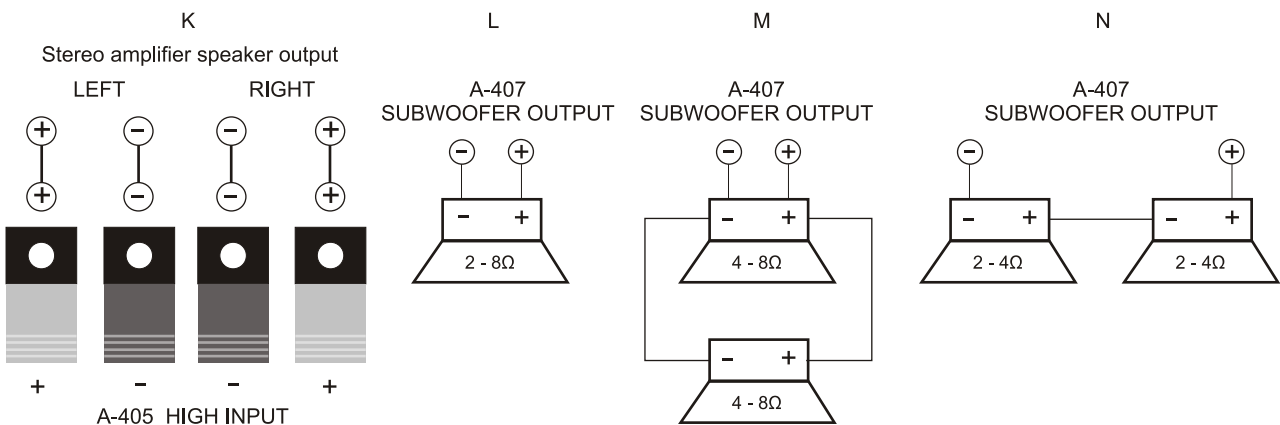 K L M N
Stereo amplifier speaker output
LEFT RIGHT
A-407
SUBWOOFER OUTPUT
A-407
SUBWOOFER OUTPUT
A-407
SUBWOOFER OUTPUT
+ − − +
+ − − +
− +
− +
− +
− +
2 - 8Ω
− +
4 - 8Ω
− +
4 - 8Ω
− +
2 - 4Ω
− +
2 - 4Ω
+ − − +
A-405 HIGH INPUT